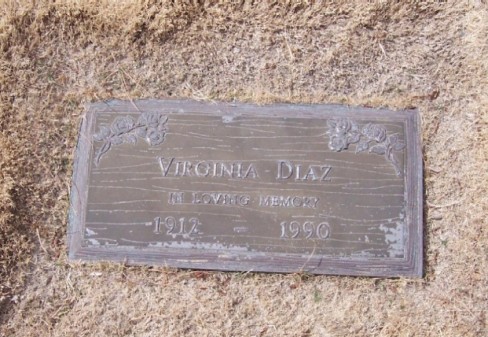 VIRGINIA DIAZ
IN LOVING MEMORY
1912 - 1990